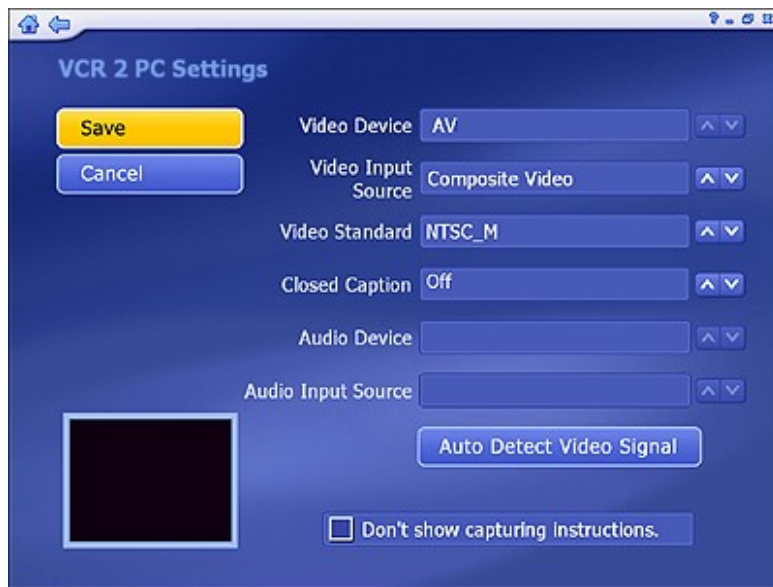 VCR 2 PC Settings
Save
Cancel
Video Device AV
Video Input
Source Composite Video
Video Standard NTSC_M
Closed Caption Off
Audio Device
Audio Input Source
Auto Detect Video Signal
Don't show capturing instructions.